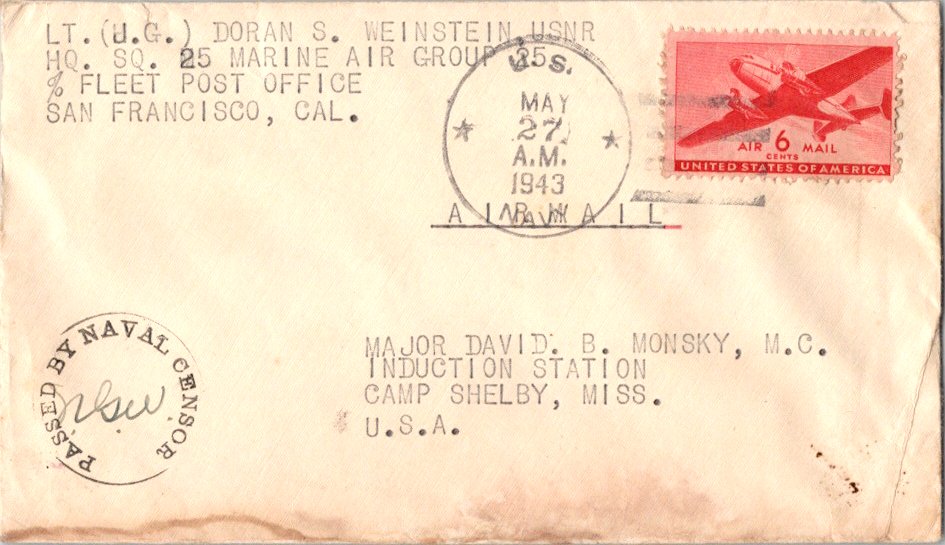 LT. (J.G.) DORAN S. WEINSTEIN, USNR
HQ. SQ. 25 MARINE AIR GROUP 25
% FLEET POST OFFICE
SAN FRANCISCO, CAL.
U.S.
MAY
27
A.M.
1943
NAVY
AIR 6 MAIL
CENTS
UNITED STATES OF AMERICA
AIR MAIL
PASSED BY NAVAL CENSOR
MAJOR DAVID. B. MONSKY, M.C.
INDUCTION STATION
CAMP SHELBY, MISS.
U.S.A.